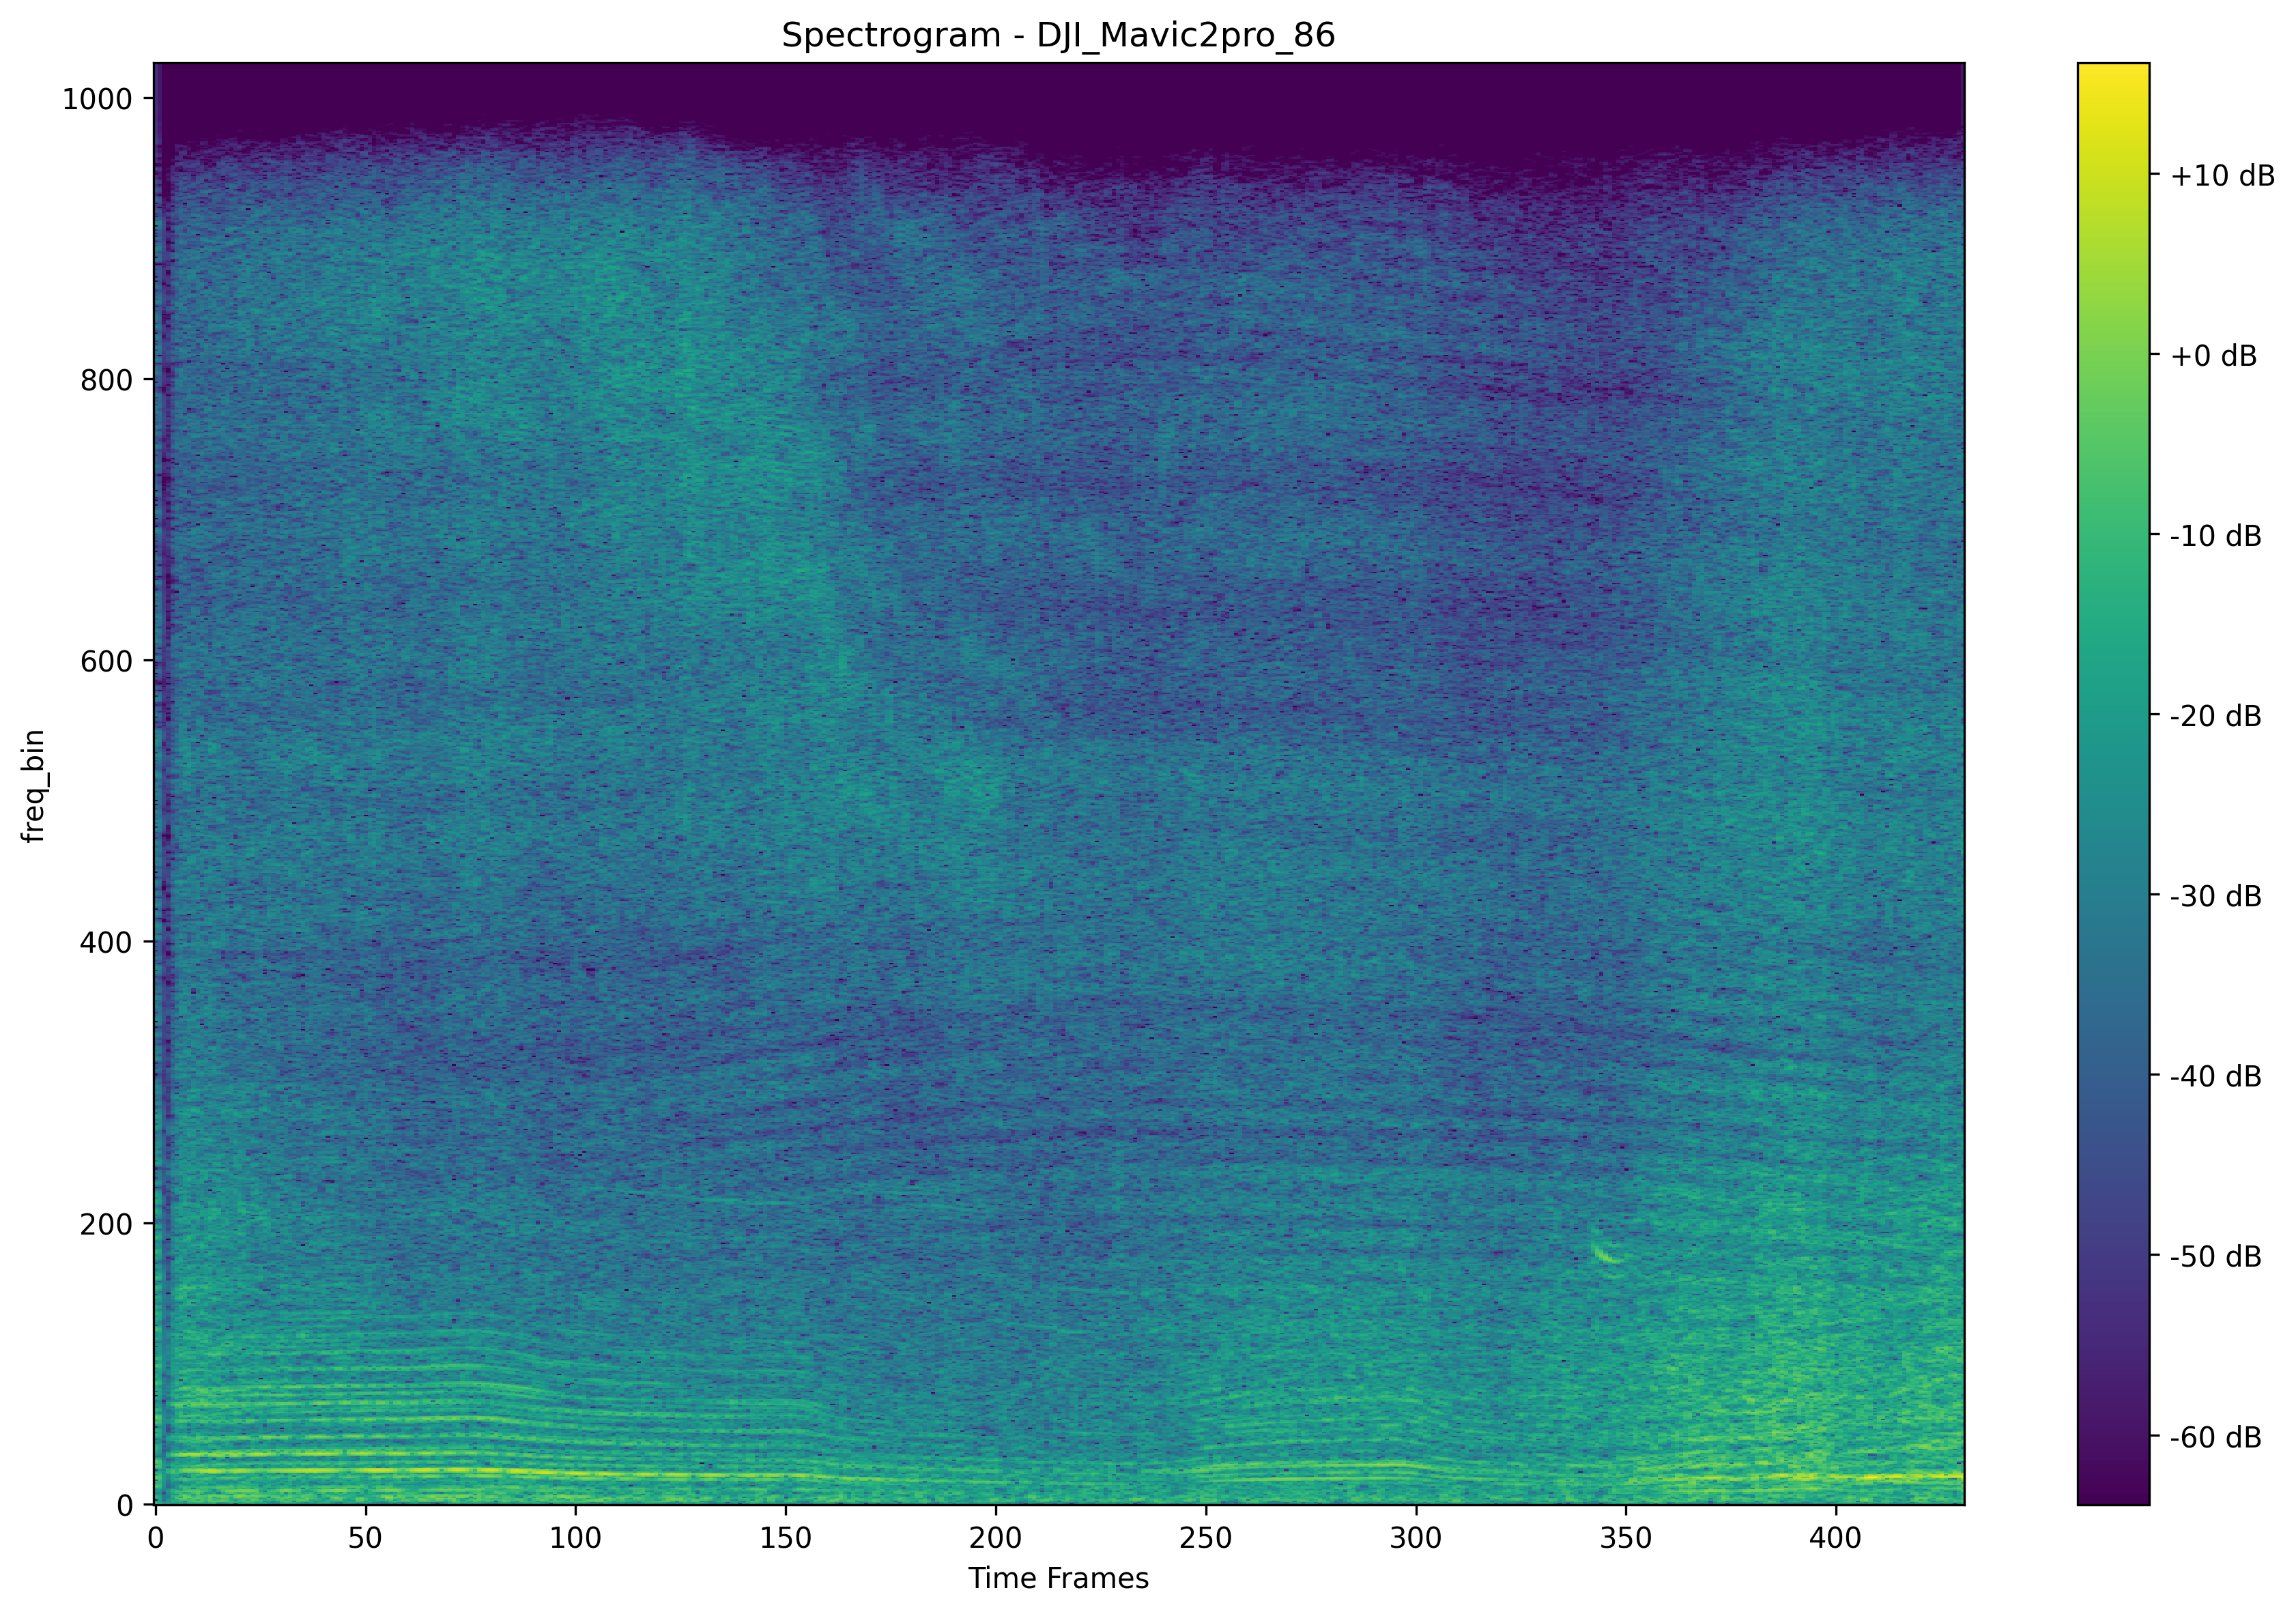 Spectrogram - DJI_Mavic2pro_86
1000
800
600
400
200
0
freq_bin
0 50 100 150 200 250 300 350 400
Time Frames
+10 dB
+0 dB
-10 dB
-20 dB
-30 dB
-40 dB
-50 dB
-60 dB